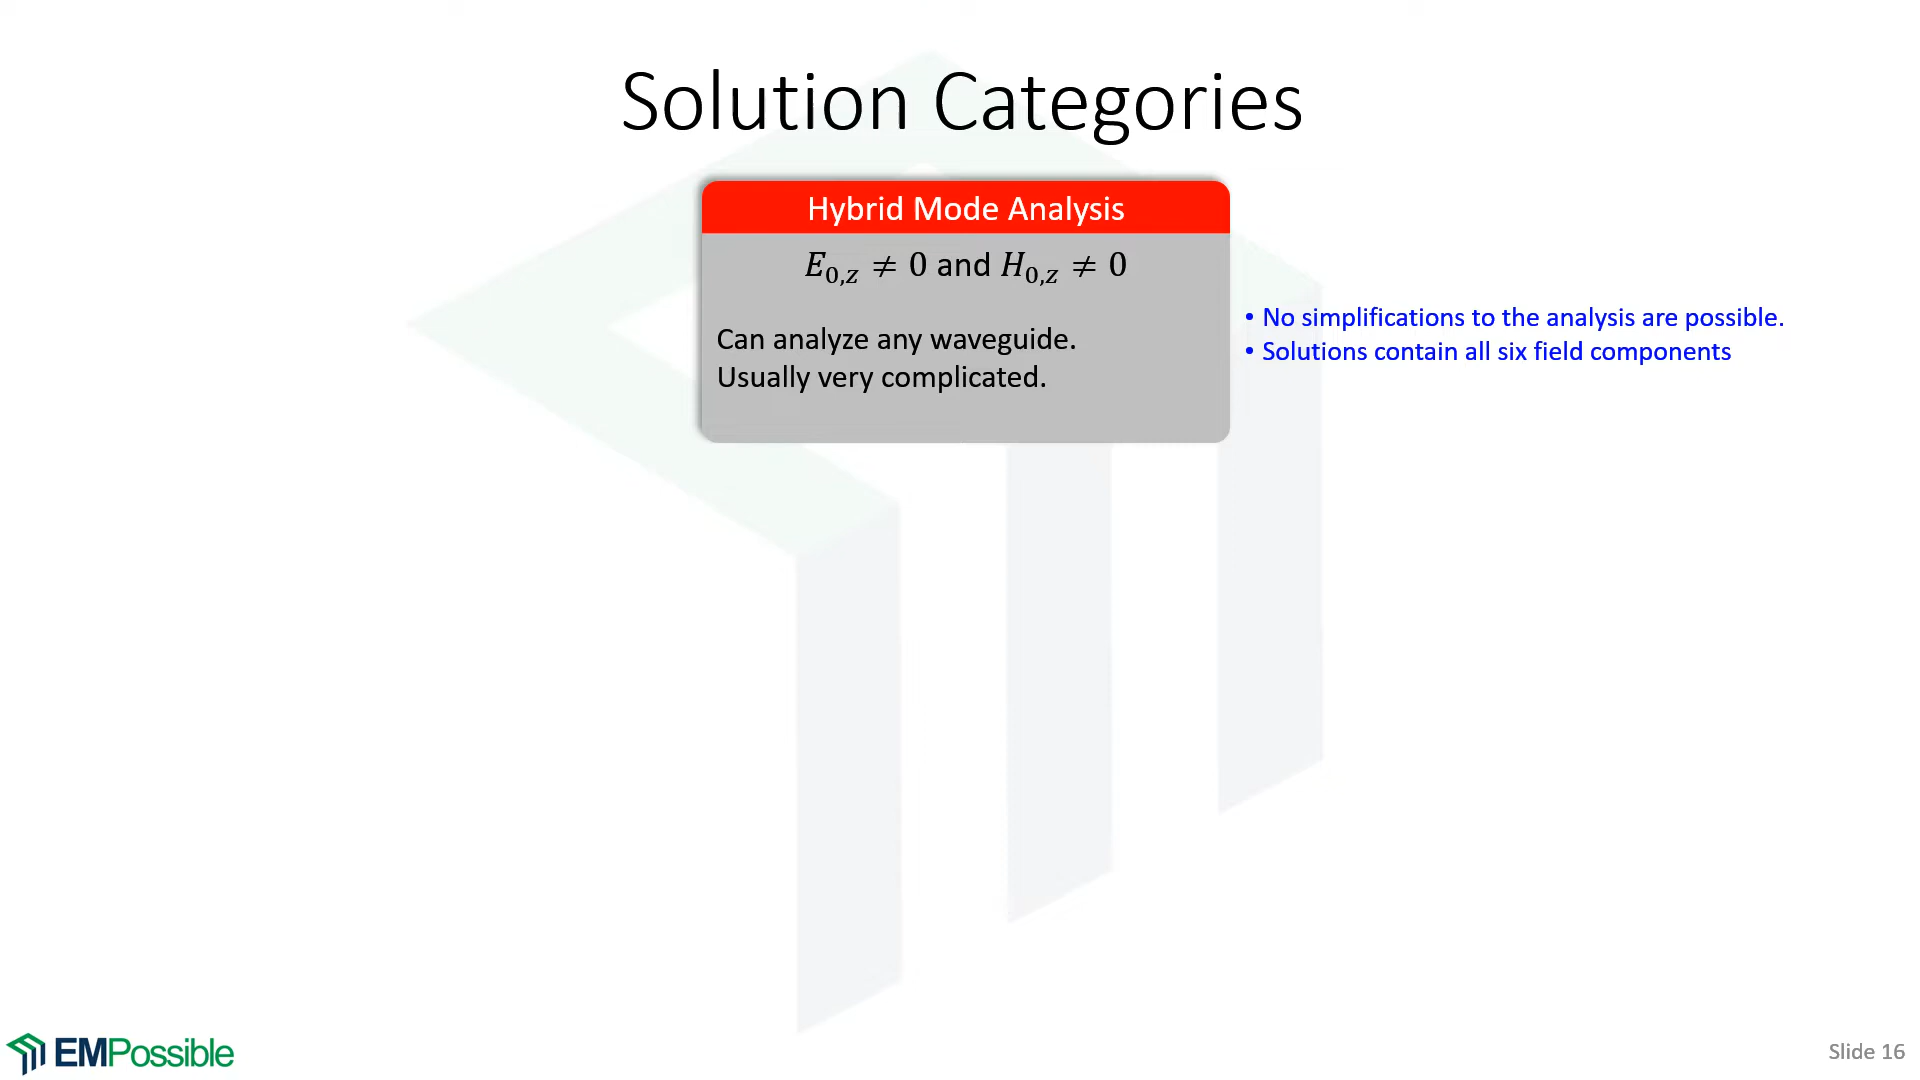 Solution Categories
Hybrid Mode Analysis
E₀,z ≠ 0 and H₀,z ≠ 0
Can analyze any waveguide.
Usually very complicated.
• No simplifications to the analysis are possible.
• Solutions contain all six field components
EMPossible
Slide 16